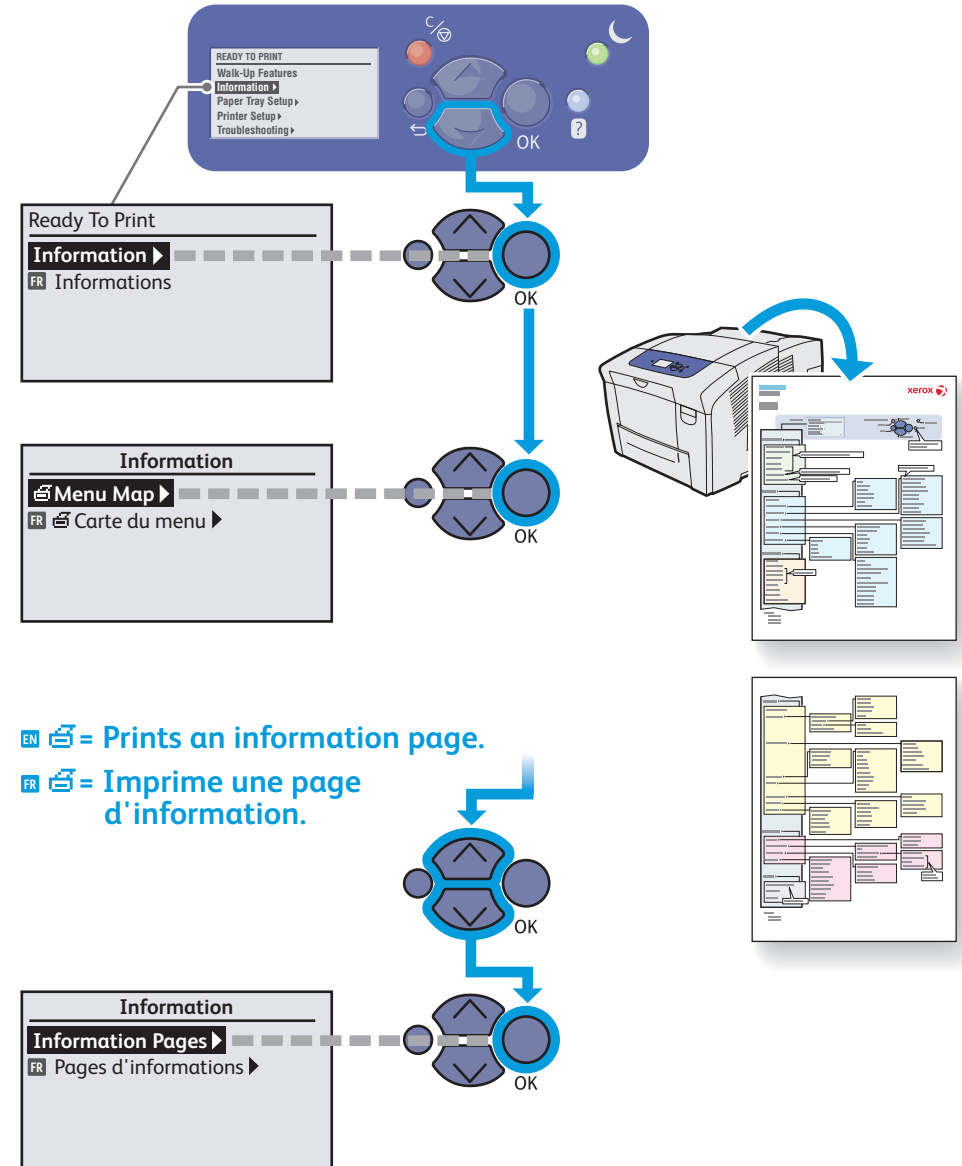 C/
READY TO PRINT
Walk-Up Features
Information
Paper Tray Setup
Printer Setup
Troubleshooting
OK
?
Ready To Print
Information
FR Informations
OK
xerox
Information
Menu Map
FR Carte du menu
OK
EN = Prints an information page.
FR = Imprime une page
d'information.
OK
Information
Information Pages
FR Pages d'informations
OK